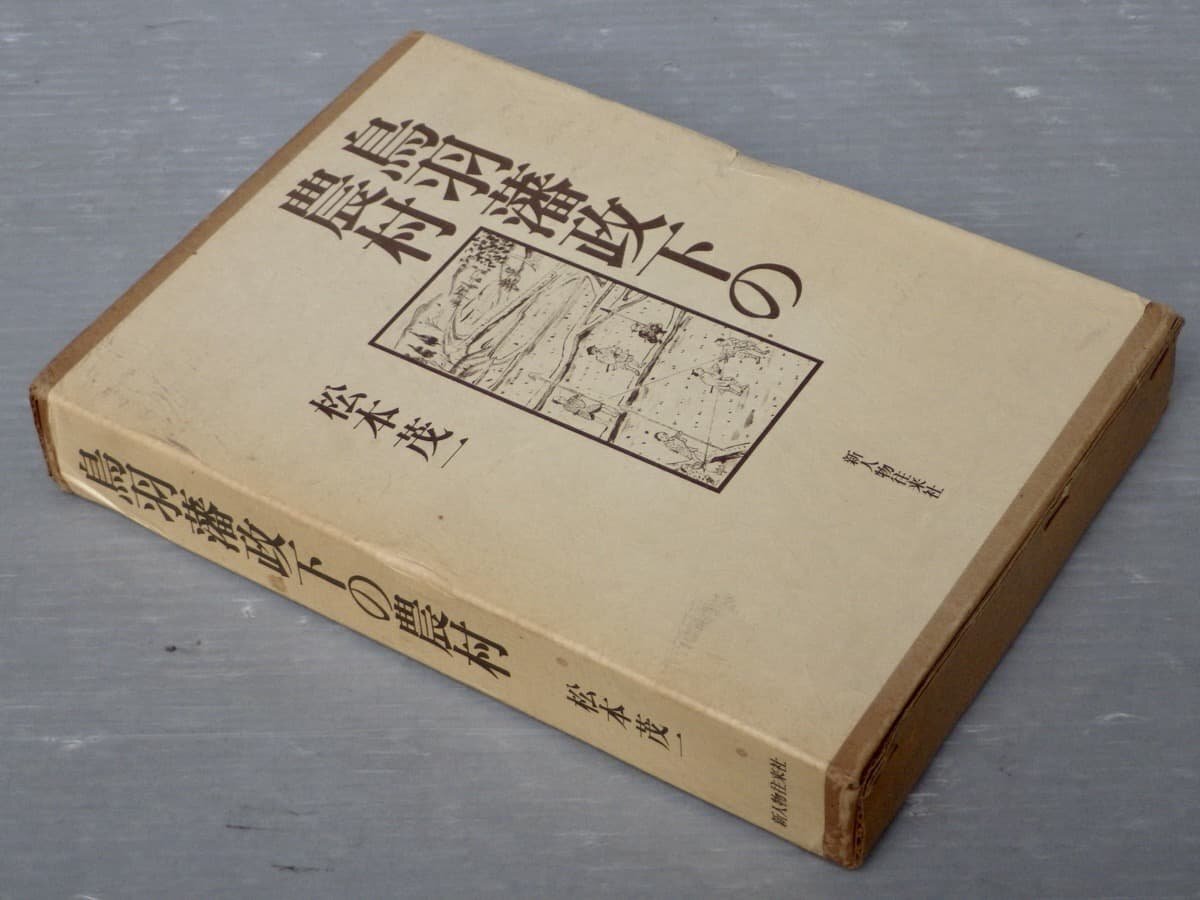 鳥羽藩政下の
農村
松本茂一
新人物往来社
鳥羽藩政下の農村
松本茂一
新人物往来社